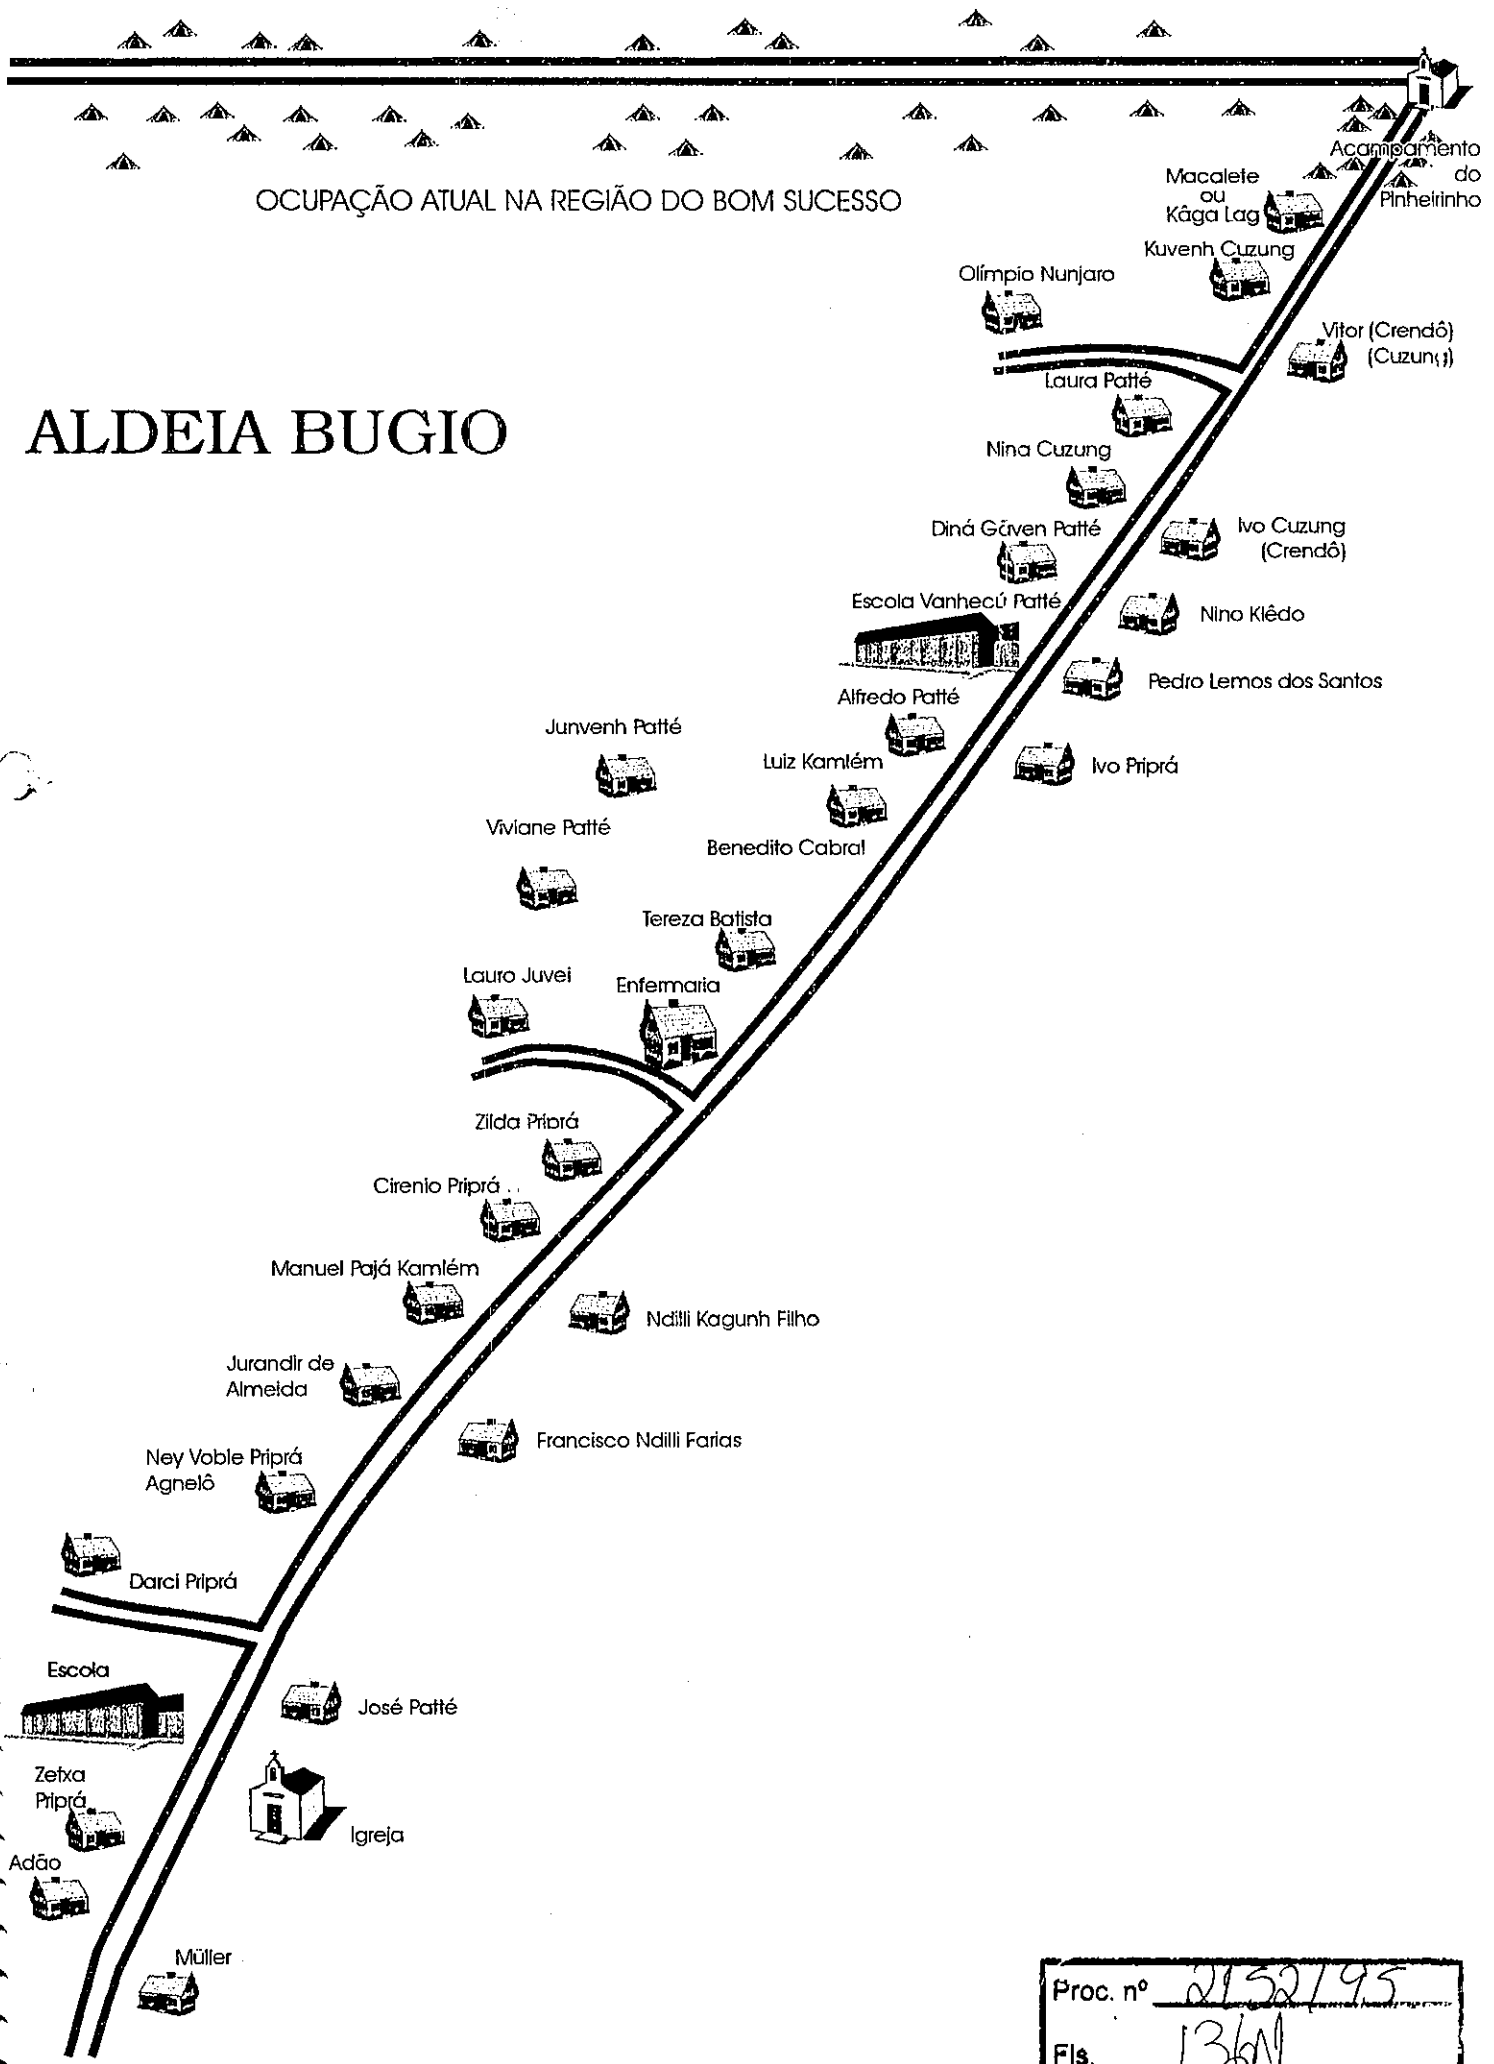 OCUPAÇÃO ATUAL NA REGIÃO DO BOM SUCESSO
Acampamento
do
Pinheirinho
Macalete
ou
Kâga Lag
Kuvenh Cuzung
Olímpio Nunjaro
Vitor (Crendô)
(Cuzung)
Laura Patté
ALDEIA BUGIO
Nina Cuzung
Diná Gãven Patté
Ivo Cuzung
(Crendô)
Escola Vanhecú Patté
Nino Klêdo
Pedro Lemos dos Santos
Alfredo Patté
Junvenh Patté
Luiz Kamlém
Ivo Priprá
Viviane Patté
Benedito Cabral
Tereza Batista
Lauro Juvei
Enfermaria
Zilda Priprá
Cirenio Priprá
Manuel Pajá Kamlém
Ndilli Kagunh Filho
Jurandir de
Almeida
Francisco Ndilli Farias
Ney Voble Priprá
Agnelô
Darci Priprá
Escola
José Patté
Zetxa
Priprá
Igreja
Adão
Müller
Proc. nº 2152/95
Fls.